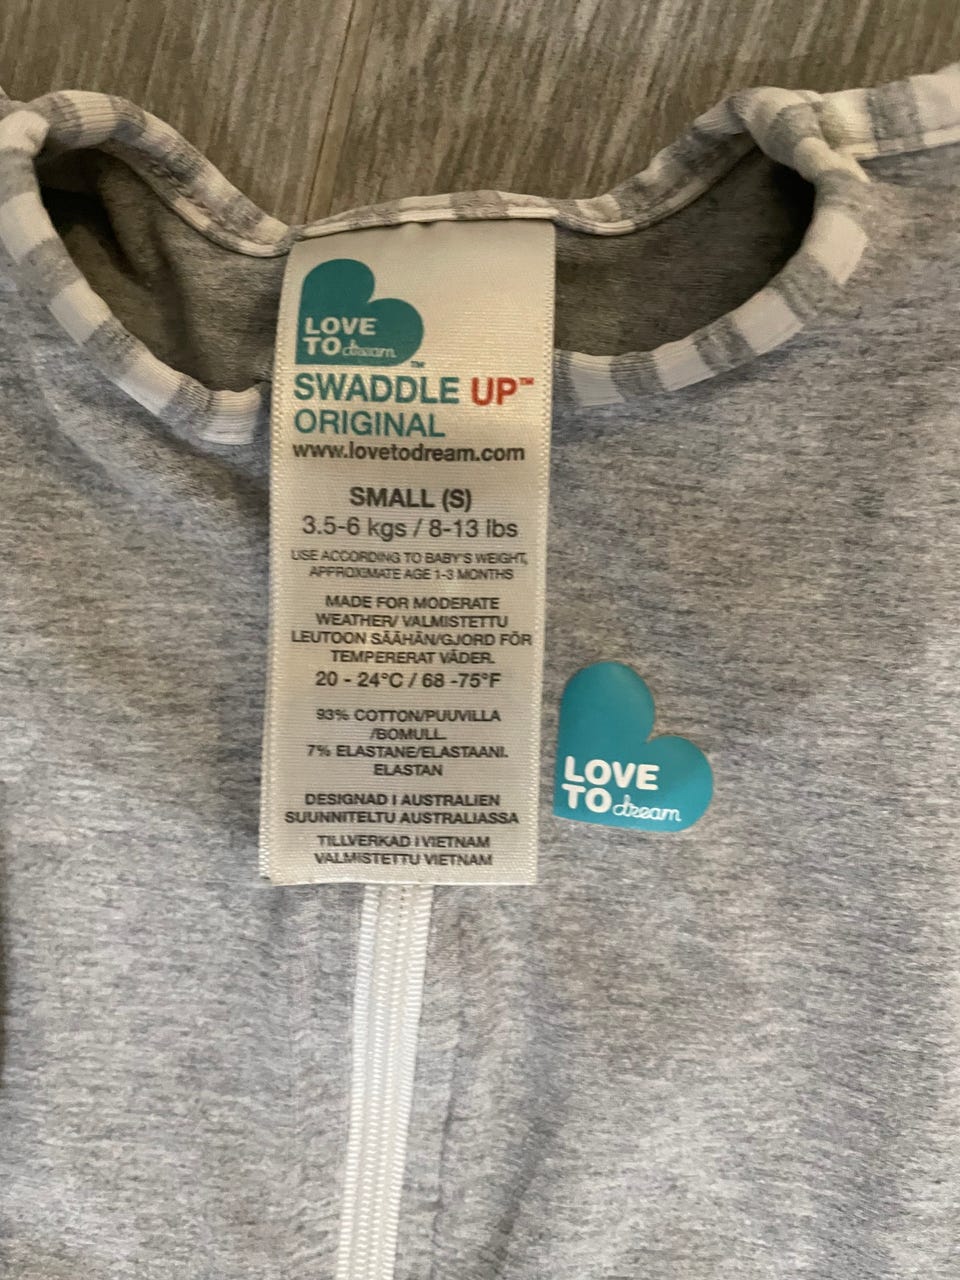 LOVE
TO dream™
SWADDLE UP™
ORIGINAL
www.lovetodream.com
SMALL (S)
3.5-6 kgs / 8-13 lbs
USE ACCORDING TO BABY'S WEIGHT,
APPROXIMATE AGE 1-3 MONTHS
MADE FOR MODERATE
WEATHER/ VALMISTETTU
LEUTOON SÄÄHÄN/GJORD FÖR
TEMPERERAT VÄDER.
20 - 24°C / 68 -75°F
93% COTTON/PUUVILLA
/BOMULL.
7% ELASTANE/ELASTAANI.
ELASTAN
DESIGNAD I AUSTRALIEN
SUUNNITELTU AUSTRALIASSA
TILLVERKAD I VIETNAM
VALMISTETTU VIETNAM
LOVE
TO dream